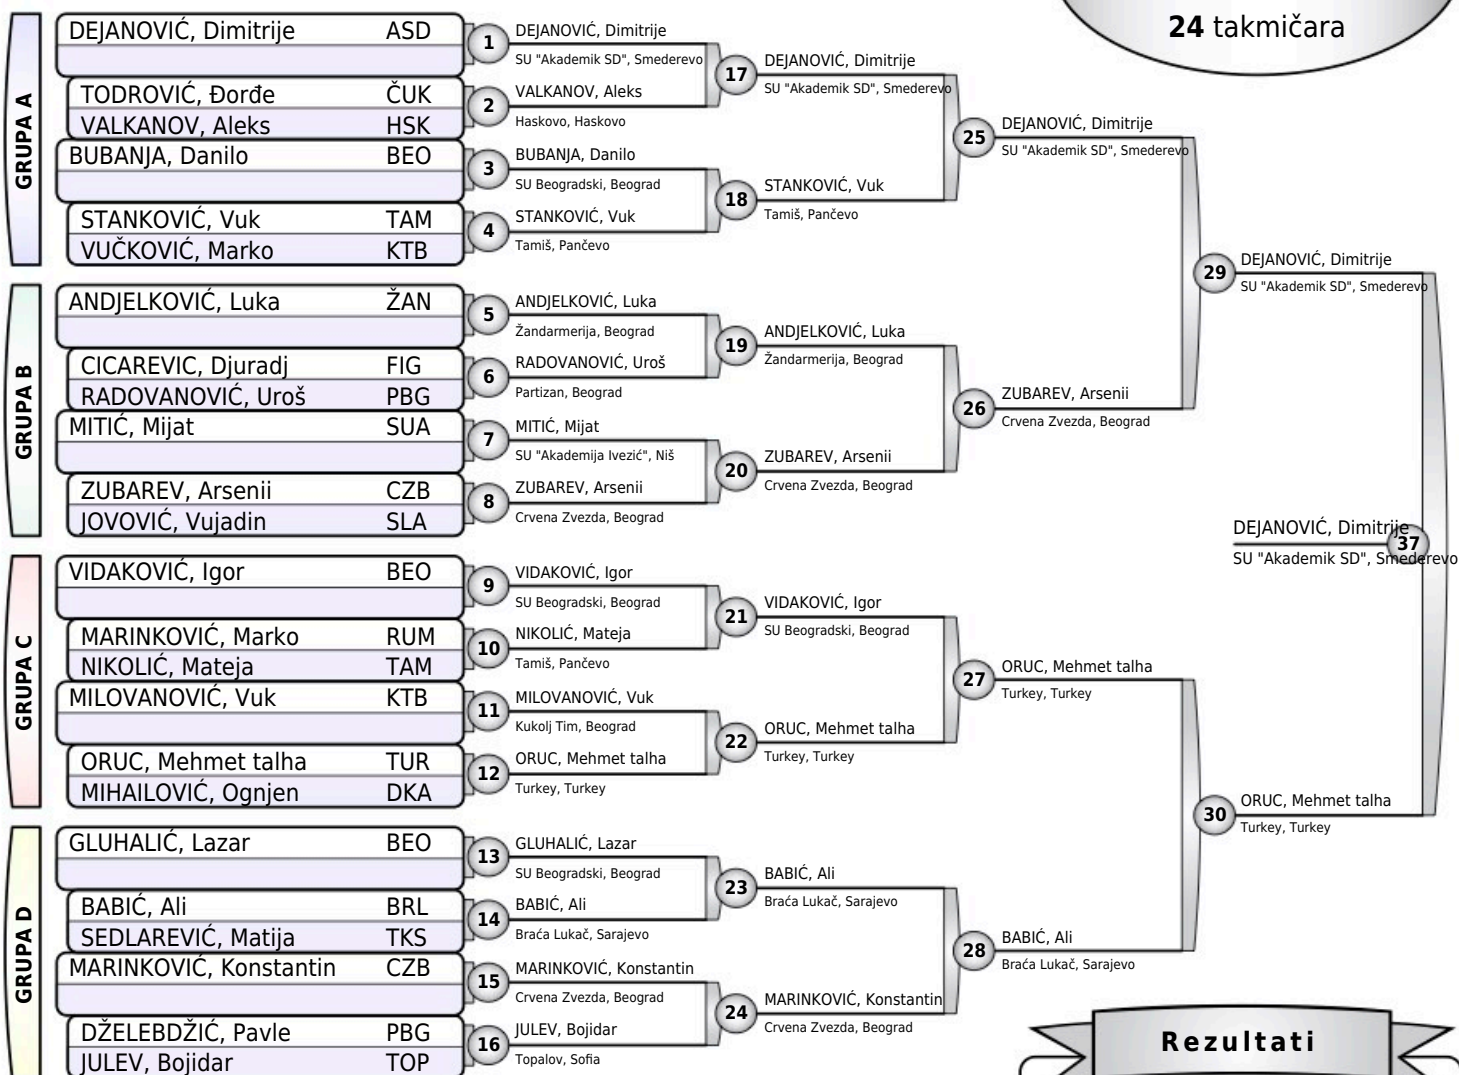 24 takmičara
GRUPA A
DEJANOVIĆ, Dimitrije ASD
TODROVIĆ, Đorđe ČUK
VALKANOV, Aleks HSK
BUBANJA, Danilo BEO
STANKOVIĆ, Vuk TAM
VUČKOVIĆ, Marko KTB
GRUPA B
ANDJELKOVIĆ, Luka ŽAN
CICAREVIC, Djuradj FIG
RADOVANOVIĆ, Uroš PBG
MITIĆ, Mijat SUA
ZUBAREV, Arsenii CZB
JOVOVIĆ, Vujadin SLA
GRUPA C
VIDAKOVIĆ, Igor BEO
MARINKOVIĆ, Marko RUM
NIKOLIĆ, Mateja TAM
MILOVANOVIĆ, Vuk KTB
ORUC, Mehmet talha TUR
MIHAILOVIĆ, Ognjen DKA
GRUPA D
GLUHALIĆ, Lazar BEO
BABIĆ, Ali BRL
SEDLAREVIĆ, Matija TKS
MARINKOVIĆ, Konstantin CZB
DŽELEBDŽIĆ, Pavle PBG
JULEV, Bojidar TOP
1 DEJANOVIĆ, Dimitrije
SU "Akademik SD", Smederevo
2 VALKANOV, Aleks
Haskovo, Haskovo
3 BUBANJA, Danilo
SU Beogradski, Beograd
4 STANKOVIĆ, Vuk
Tamiš, Pančevo
5 ANDJELKOVIĆ, Luka
Žandarmerija, Beograd
6 RADOVANOVIĆ, Uroš
Partizan, Beograd
7 MITIĆ, Mijat
SU "Akademija Ivezić", Niš
8 ZUBAREV, Arsenii
Crvena Zvezda, Beograd
9 VIDAKOVIĆ, Igor
SU Beogradski, Beograd
10 NIKOLIĆ, Mateja
Tamiš, Pančevo
11 MILOVANOVIĆ, Vuk
Kukolj Tim, Beograd
12 ORUC, Mehmet talha
Turkey, Turkey
13 GLUHALIĆ, Lazar
SU Beogradski, Beograd
14 BABIĆ, Ali
Braća Lukač, Sarajevo
15 MARINKOVIĆ, Konstantin
Crvena Zvezda, Beograd
16 JULEV, Bojidar
Topalov, Sofia
17 DEJANOVIĆ, Dimitrije
SU "Akademik SD", Smederevo
18 STANKOVIĆ, Vuk
Tamiš, Pančevo
19 ANDJELKOVIĆ, Luka
Žandarmerija, Beograd
20 ZUBAREV, Arsenii
Crvena Zvezda, Beograd
21 VIDAKOVIĆ, Igor
SU Beogradski, Beograd
22 ORUC, Mehmet talha
Turkey, Turkey
23 BABIĆ, Ali
Braća Lukač, Sarajevo
24 MARINKOVIĆ, Konstantin
Crvena Zvezda, Beograd
25 DEJANOVIĆ, Dimitrije
SU "Akademik SD", Smederevo
26 ZUBAREV, Arsenii
Crvena Zvezda, Beograd
27 ORUC, Mehmet talha
Turkey, Turkey
28 BABIĆ, Ali
Braća Lukač, Sarajevo
29 DEJANOVIĆ, Dimitrije
SU "Akademik SD", Smederevo
30 ORUC, Mehmet talha
Turkey, Turkey
DEJANOVIĆ, Dimitrije 37
SU "Akademik SD", Smederevo
Rezultati